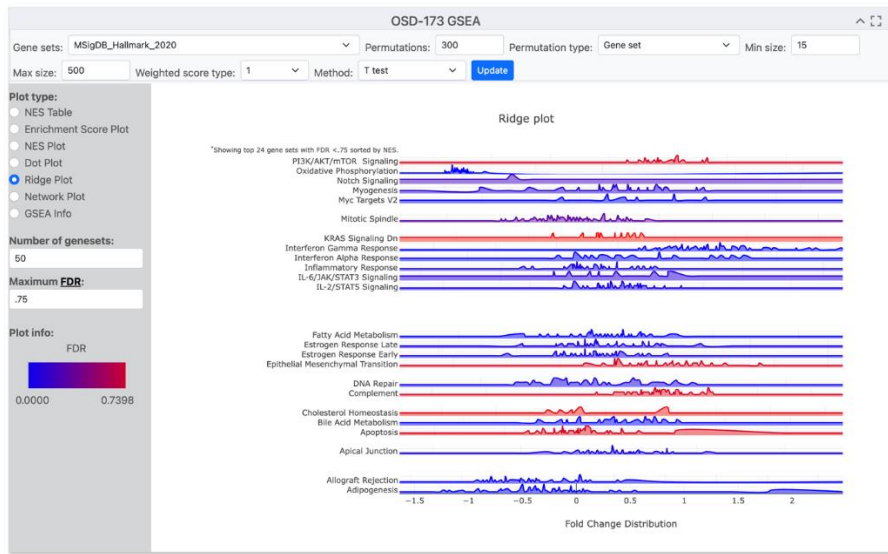 OSD-173 GSEA
Gene sets: MSigDB_Hallmark_2020 Permutations: 300 Permutation type: Gene set Min size: 15
Max size: 500 Weighted score type: 1 Method: T test Update
Plot type:
NES Table
Enrichment Score Plot
NES Plot
Dot Plot
Ridge Plot
Network Plot
GSEA Info
Number of genesets:
50
Maximum FDR:
.75
Plot info:
FDR
0.0000 0.7398
Ridge plot
*Showing top 24 gene sets with FDR <.75 sorted by NES.
PI3K/AKT/mTOR Signaling
Oxidative Phosphorylation
Notch Signaling
Myogenesis
Myc Targets V2
Mitotic Spindle
KRAS Signaling Dn
Interferon Gamma Response
Interferon Alpha Response
Inflammatory Response
IL-6/JAK/STAT3 Signaling
IL-2/STAT5 Signaling
Fatty Acid Metabolism
Estrogen Response Late
Estrogen Response Early
Epithelial Mesenchymal Transition
DNA Repair
Complement
Cholesterol Homeostasis
Bile Acid Metabolism
Apoptosis
Apical Junction
Allograft Rejection
Adipogenesis
−1.5 −1 −0.5 0 0.5 1 1.5 2
Fold Change Distribution